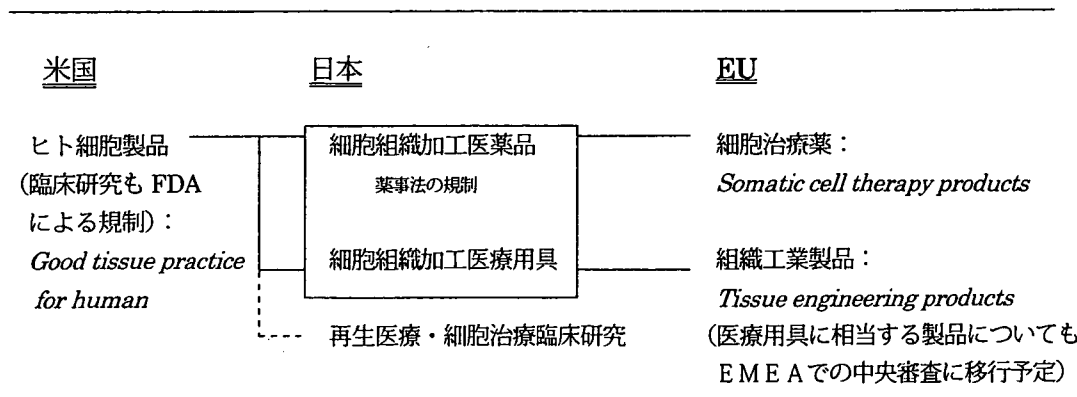 米国
ヒト細胞製品
(臨床研究も FDA
による規制)：
Good tissue practice
for human
日本
細胞組織加工医薬品
薬事法の規制
細胞組織加工医療用具
再生医療・細胞治療臨床研究
EU
細胞治療薬：
Somatic cell therapy products
組織工業製品：
Tissue engineering products
(医療用具に相当する製品についても
ＥＭＥＡでの中央審査に移行予定)